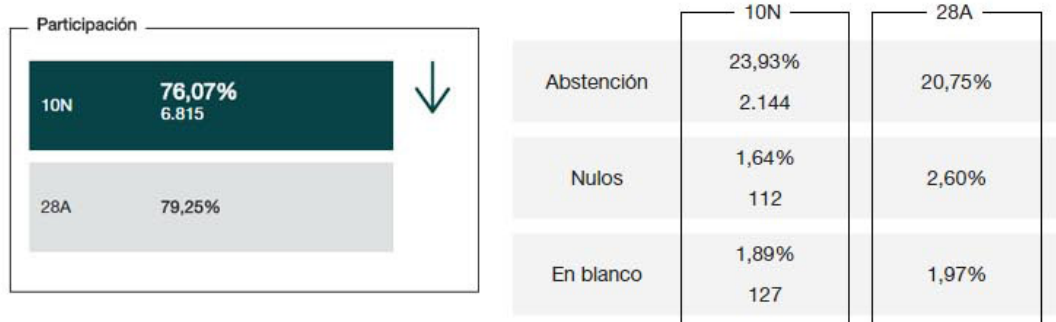 Participación
10N 76,07%
6.815
28A 79,25%
10N 28A
Abstención 23,93% 20,75%
2.144
Nulos 1,64% 2,60%
112
En blanco 1,89% 1,97%
127